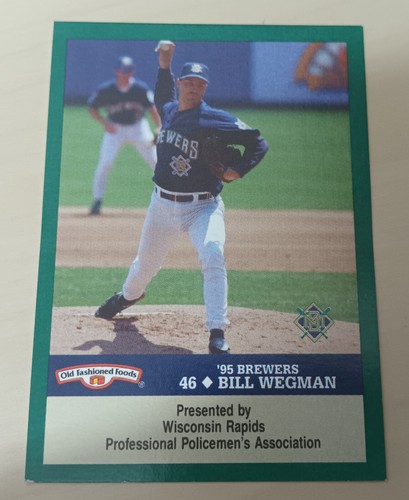 BREWERS
Old Fashioned Foods ®
'95 BREWERS
46 ♦ BILL WEGMAN
Presented by
Wisconsin Rapids
Professional Policemen's Association